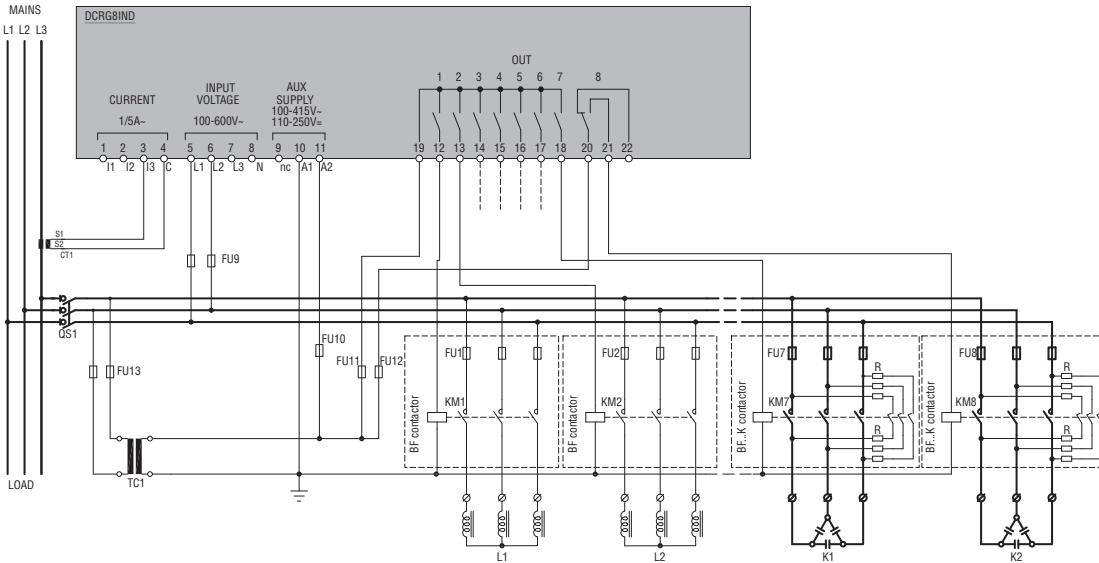 MAINS
L1 L2 L3
DCRG8IND
OUT
1 2 3 4 5 6 7 8
CURRENT
1/5A~
INPUT
VOLTAGE
100-600V~
AUX
SUPPLY
100-415V~
110-250V=
1 2 3 4 5 6 7 8 9 10 11 19 12 13 14 15 16 17 18 20 21 22
I1 I2 I3 C L1 L2 L3 N nc A1 A2
S1
S2
CT1
FU9
QS1
FU13
FU10
FU11 FU12
FU1
FU2
FU7
FU8
R
R
KM1
KM2
KM7
KM8
R
R
BF contactor
BF contactor
BF...K contactor
BF...K contactor
LOAD
TC1
L1
L2
K1
K2